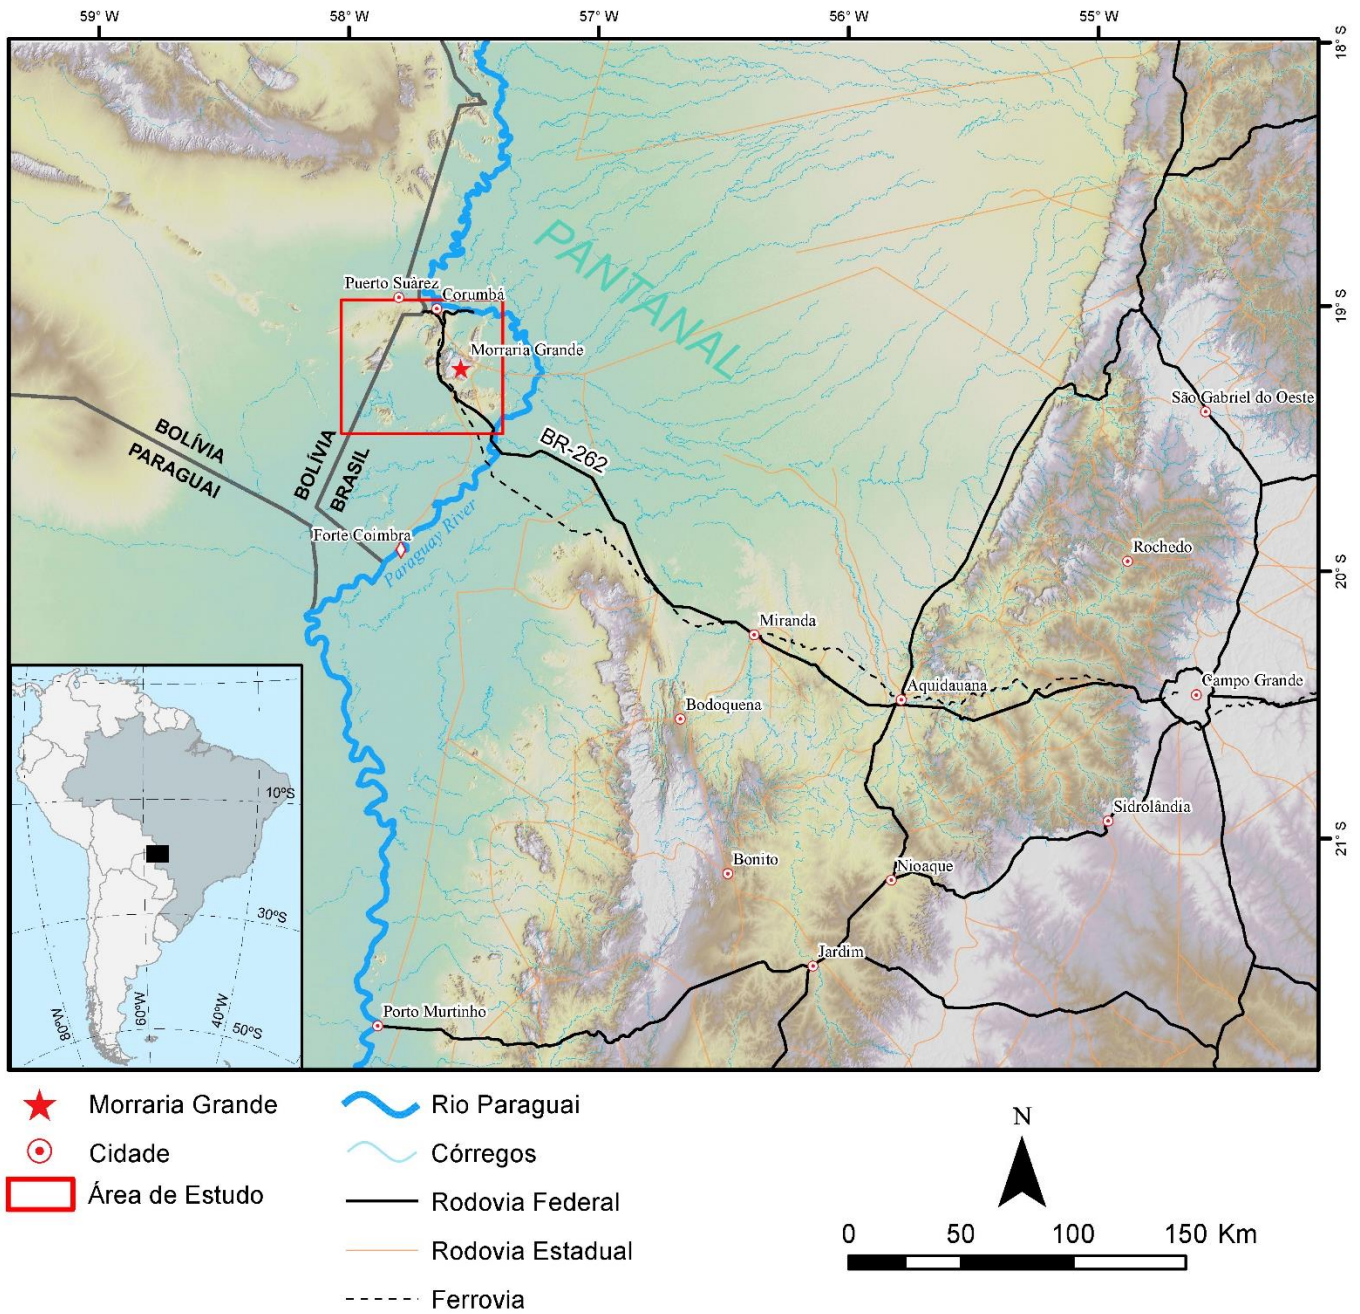 59° W
58° W
57° W
56° W
55° W
18°S
PANTANAL
Puerto Suárez
Corumbá
19°S
Morraria Grande
São Gabriel do Oeste
BOLÍVIA
PARAGUAI
BOLÍVIA
BRASIL
BR-262
Forte Coimbra
Paraguay River
Rochedo
20°S
Miranda
Aquidauana
Campo Grande
Bodoquena
Sidrolândia
21°S
Bonito
Nioaque
Jardim
Porto Murtinho
10°S
30°S
80°W
60°W
40°W
50°S
Morraria Grande
Cidade
Área de Estudo
Rio Paraguai
Córregos
Rodovia Federal
Rodovia Estadual
Ferrovia
N
0 50 100 150 Km